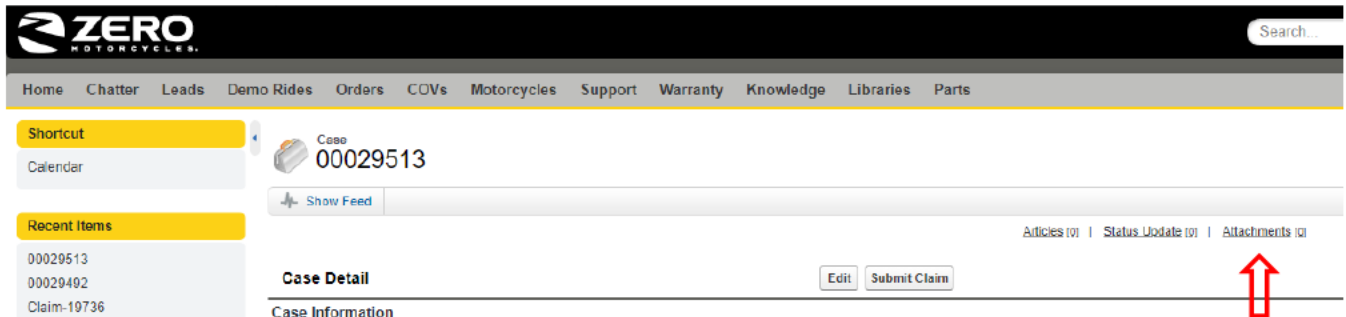 ZERO
MOTORCYCLES.
Search...
Home Chatter Leads Demo Rides Orders COVs Motorcycles Support Warranty Knowledge Libraries Parts
Shortcut
Calendar
Case
00029513
Show Feed
Recent Items
Articles [0] | Status Update [0] | Attachments [0]
00029513
00029492
Claim-19736
Case Detail
Edit Submit Claim
Case Information